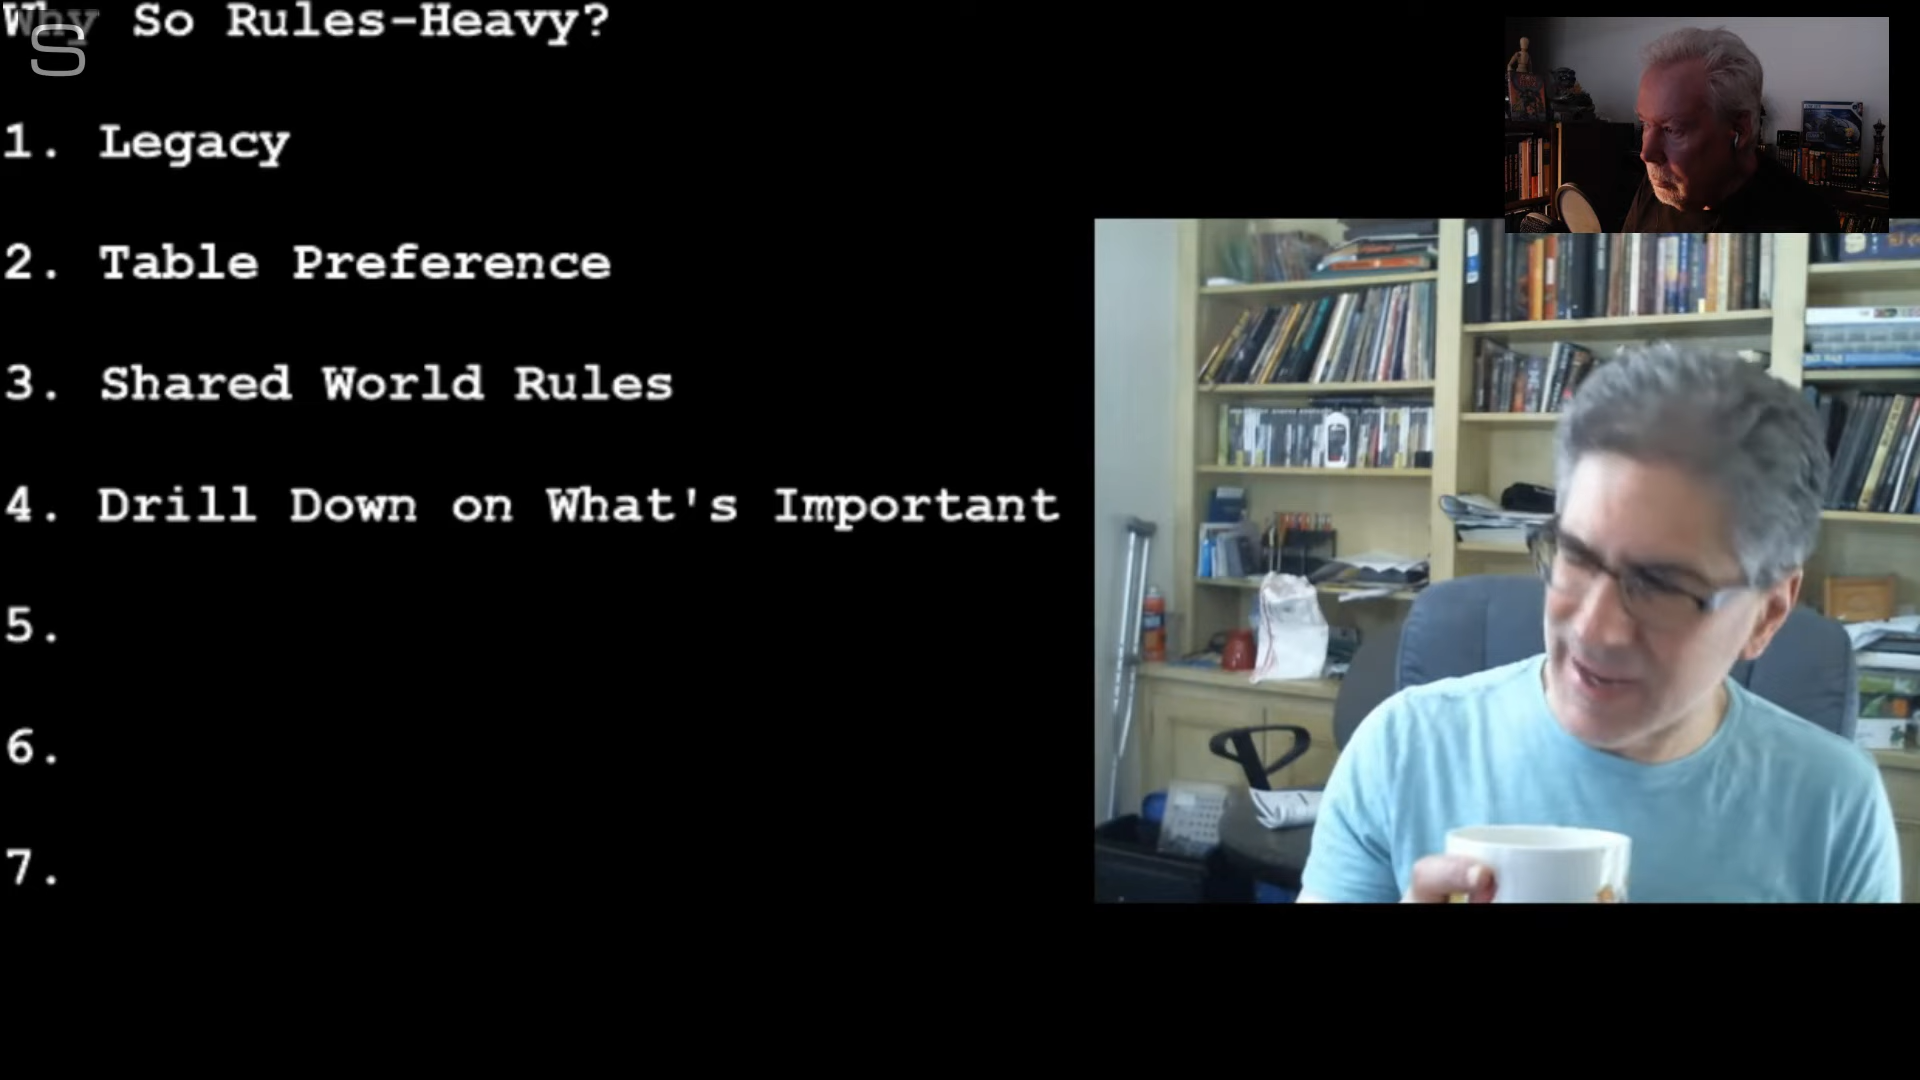 Why So Rules-Heavy?
S
1. Legacy
2. Table Preference
3. Shared World Rules
4. Drill Down on What's Important
5.
6.
7.